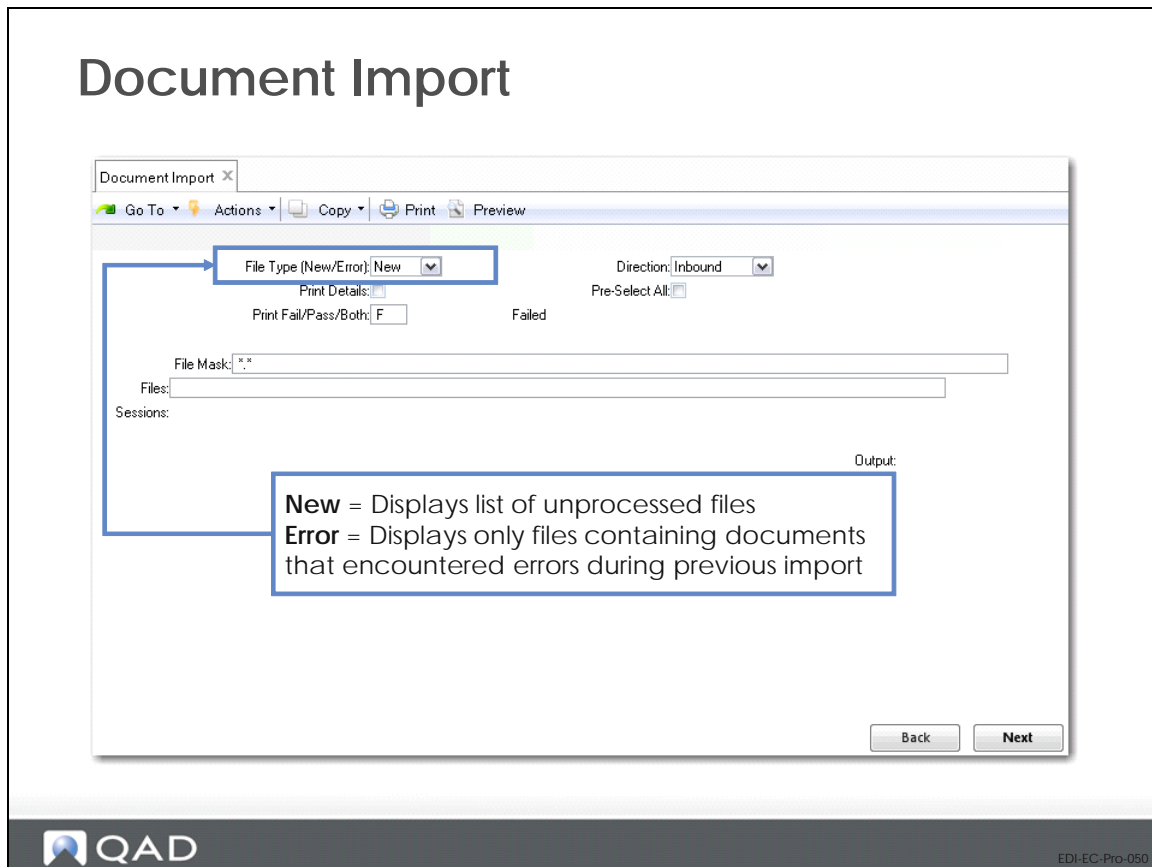 Document Import
Document Import X
Go To Actions Copy Print Preview
File Type (New/Error): New Direction: Inbound
Print Details: Pre-Select All:
Print Fail/Pass/Both: F Failed
File Mask: *.*
Files:
Sessions:
Output:
New = Displays list of unprocessed files
Error = Displays only files containing documents
that encountered errors during previous import
Back Next
QAD
EDI-EC-Pro-050